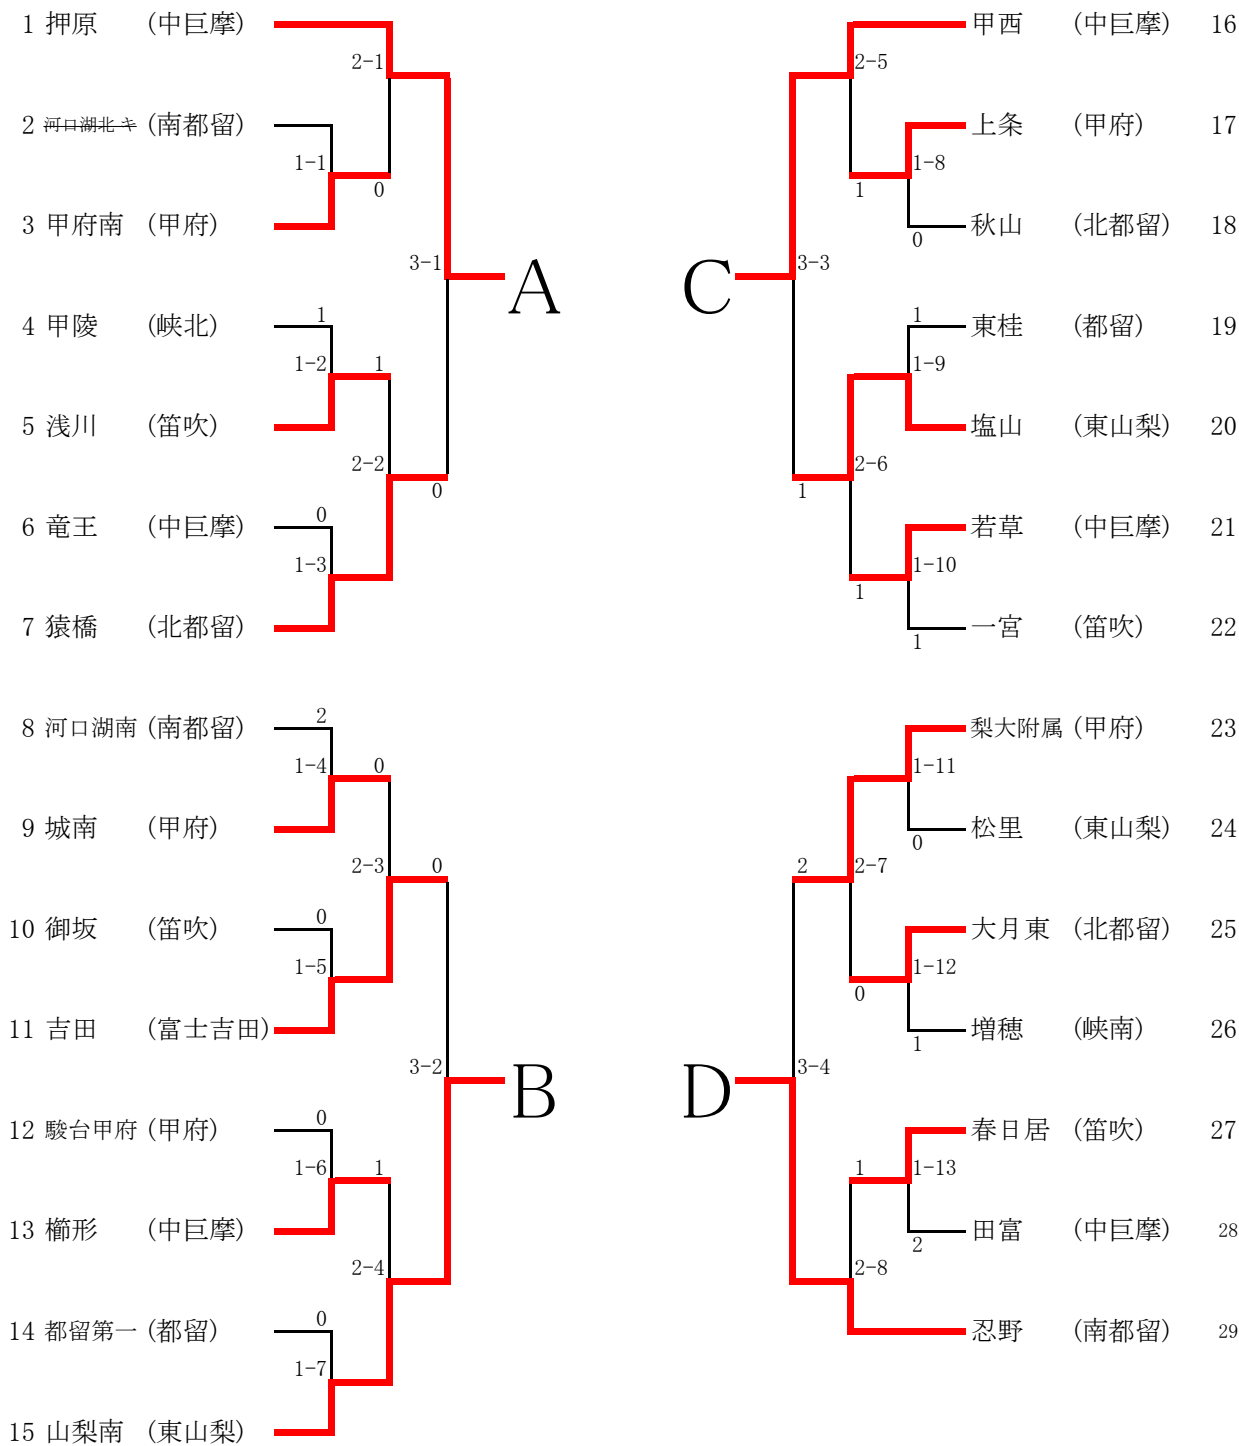 1 押原 (中巨摩)
2-1
2 河口湖北 キ (南都留)
1-1
0
3 甲府南 (甲府)
3-1
A
4 甲陵 (峡北)
1
1-2
1
5 浅川 (笛吹)
2-2
0
6 竜王 (中巨摩)
0
1-3
7 猿橋 (北都留)
8 河口湖南 (南都留)
2
1-4
0
9 城南 (甲府)
2-3
0
10 御坂 (笛吹)
0
1-5
11 吉田 (富士吉田)
3-2
B
12 駿台甲府 (甲府)
0
1-6
1
13 櫛形 (中巨摩)
2-4
14 都留第一 (都留)
0
1-7
15 山梨南 (東山梨)
甲西 (中巨摩) 16
2-5
上条 (甲府) 17
1-8
1
秋山 (北都留) 18
0
C
3-3
1
東桂 (都留) 19
1-9
塩山 (東山梨) 20
2-6
1
若草 (中巨摩) 21
1-10
1
一宮 (笛吹) 22
1
梨大附属 (甲府) 23
1-11
松里 (東山梨) 24
0
2
2-7
大月東 (北都留) 25
1-12
0
増穂 (峡南) 26
1
D
3-4
春日居 (笛吹) 27
1
1-13
田富 (中巨摩) 28
2
2-8
忍野 (南都留) 29